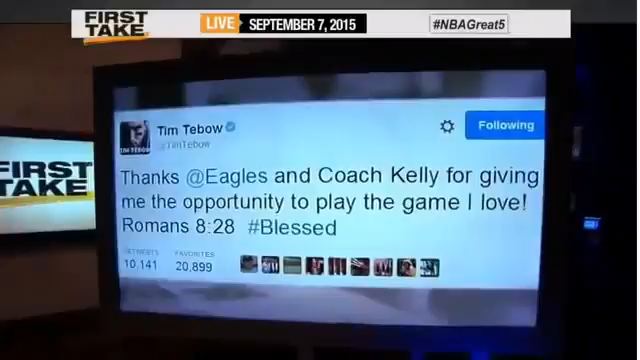 FIRST TAKE
LIVE SEPTEMBER 7, 2015
#NBAGreat5
FIRST
TAKE
Tim Tebow
@TimTebow
Following
Thanks @Eagles and Coach Kelly for giving
me the opportunity to play the game I love!
Romans 8:28 #Blessed
RETWEETS FAVORITES
10,141 20,899